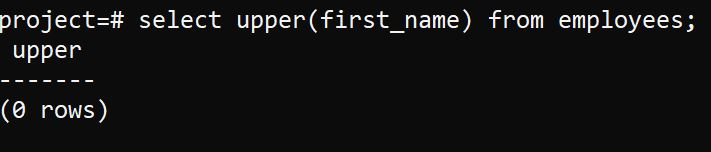 project=# select upper(first_name) from employees;
upper
-------
(0 rows)